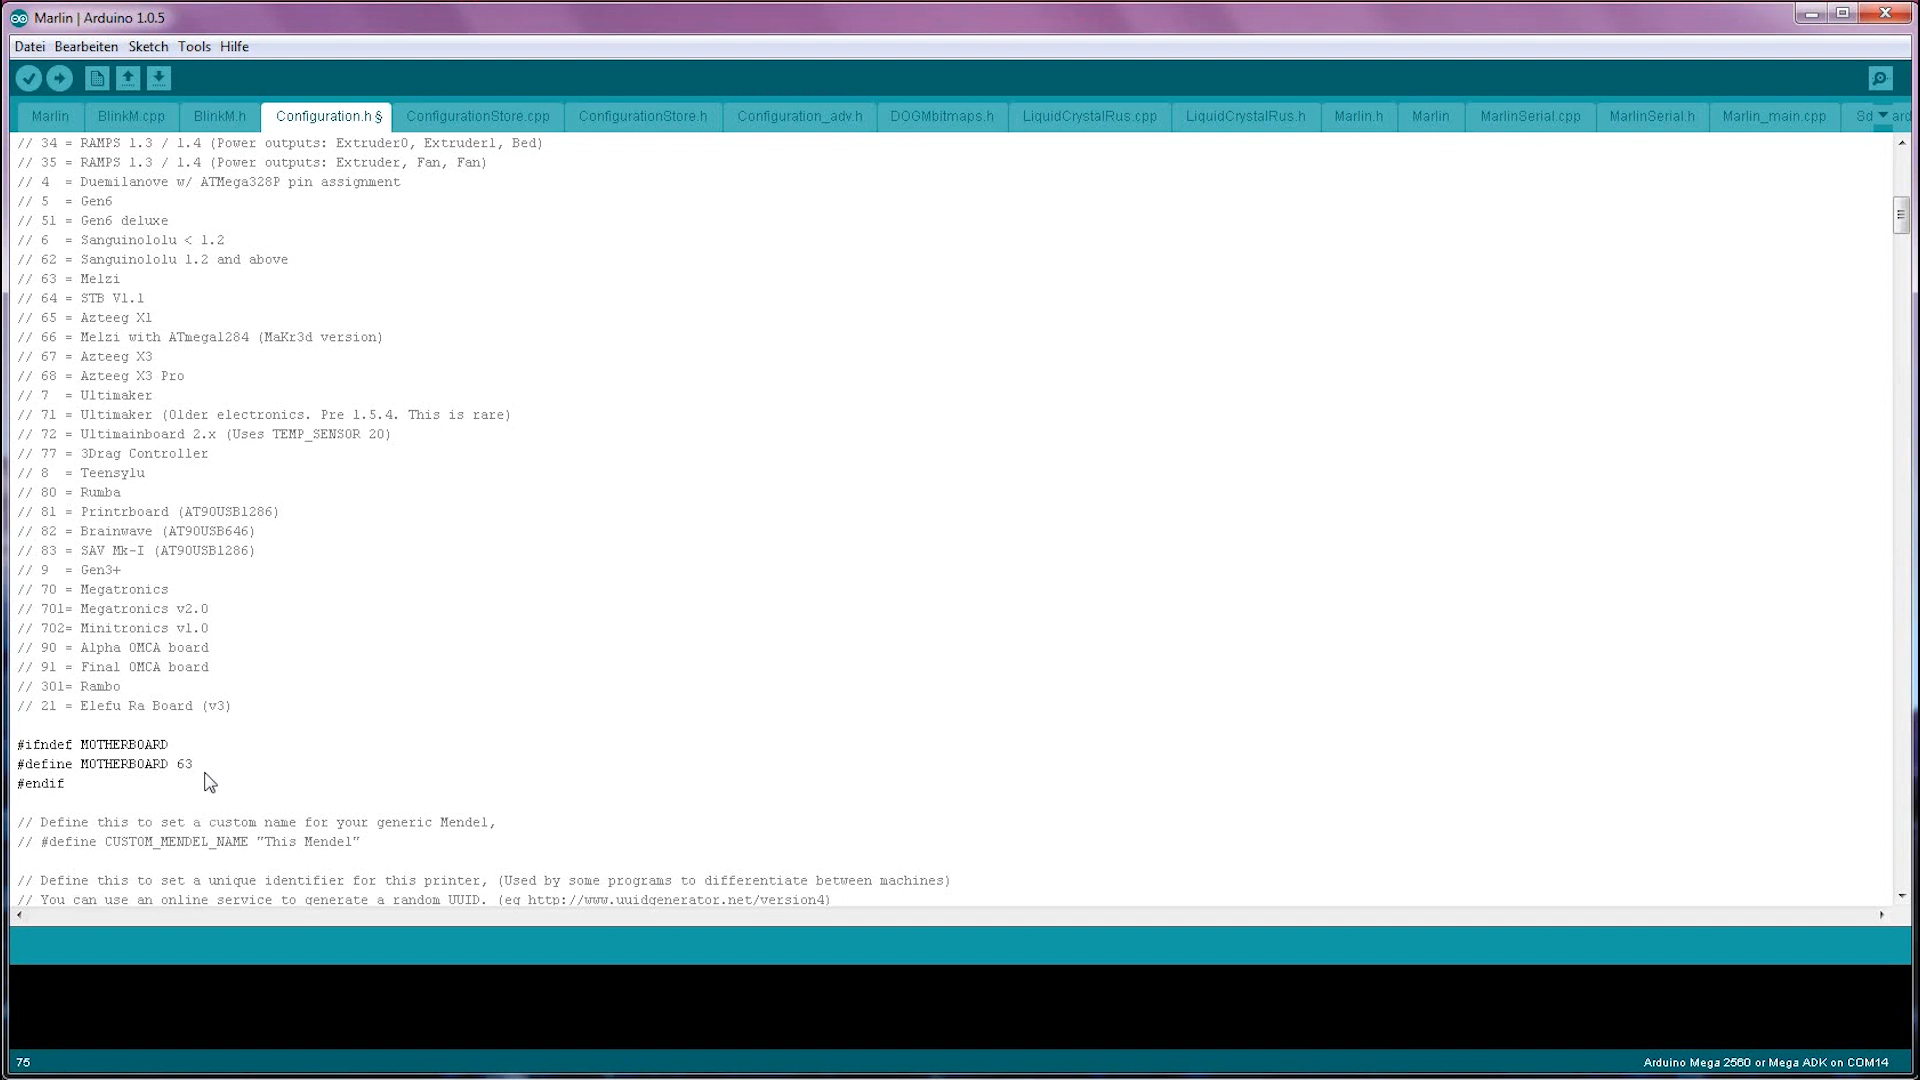 Marlin | Arduino 1.0.5
Datei Bearbeiten Sketch Tools Hilfe
Marlin BlinkM.cpp BlinkM.h Configuration.h § ConfigurationStore.cpp ConfigurationStore.h Configuration_adv.h DOGMbitmaps.h LiquidCrystalRus.cpp LiquidCrystalRus.h Marlin.h Marlin MarlinSerial.cpp MarlinSerial.h Marlin_main.cpp
// 34 = RAMPS 1.3 / 1.4 (Power outputs: Extruder0, Extruder1, Bed)
// 35 = RAMPS 1.3 / 1.4 (Power outputs: Extruder, Fan, Fan)
// 4  = Duemilanove w/ ATMega328P pin assignment
// 5  = Gen6
// 51 = Gen6 deluxe
// 6  = Sanguinololu < 1.2
// 62 = Sanguinololu 1.2 and above
// 63 = Melzi
// 64 = STB V1.1
// 65 = Azteeg X1
// 66 = Melzi with ATmega1284 (MaKr3d version)
// 67 = Azteeg X3
// 68 = Azteeg X3 Pro
// 7  = Ultimaker
// 71 = Ultimaker (Older electronics. Pre 1.5.4. This is rare)
// 72 = Ultimainboard 2.x (Uses TEMP_SENSOR 20)
// 77 = 3Drag Controller
// 8  = Teensylu
// 80 = Rumba
// 81 = Printrboard (AT90USB1286)
// 82 = Brainwave (AT90USB646)
// 83 = SAV Mk-I (AT90USB1286)
// 9  = Gen3+
// 70 = Megatronics
// 701= Megatronics v2.0
// 702= Minitronics v1.0
// 90 = Alpha OMCA board
// 91 = Final OMCA board
// 301= Rambo
// 21 = Elefu Ra Board (v3)
#ifndef MOTHERBOARD
#define MOTHERBOARD 63
#endif
// Define this to set a custom name for your generic Mendel,
// #define CUSTOM_MENDEL_NAME "This Mendel"
// Define this to set a unique identifier for this printer, (Used by some programs to differentiate between machines)
// You can use an online service to generate a random UUID. (eg http://www.uuidgenerator.net/version4)
75
Arduino Mega 2560 or Mega ADK on COM14